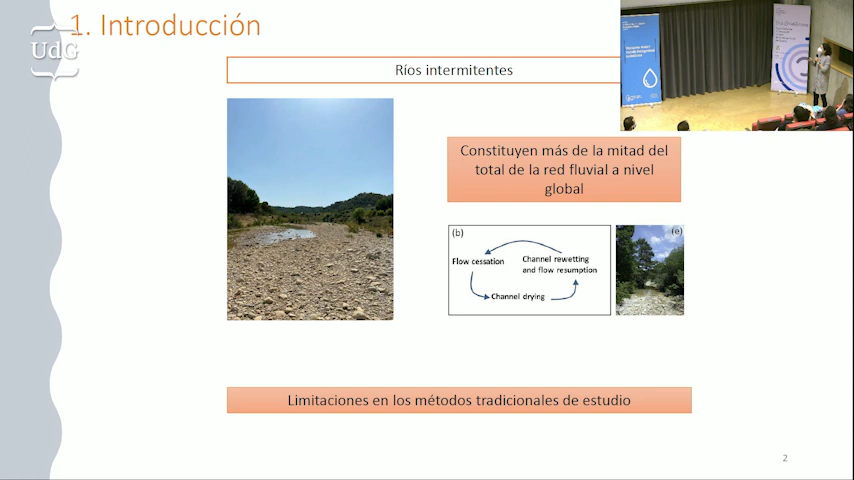 1. Introducción
UdG
Ríos intermitentes
Constituyen más de la mitad del
total de la red fluvial a nivel
global
(b)
(e)
Flow cessation
Channel rewetting
and flow resumption
Channel drying
Limitaciones en los métodos tradicionales de estudio
2